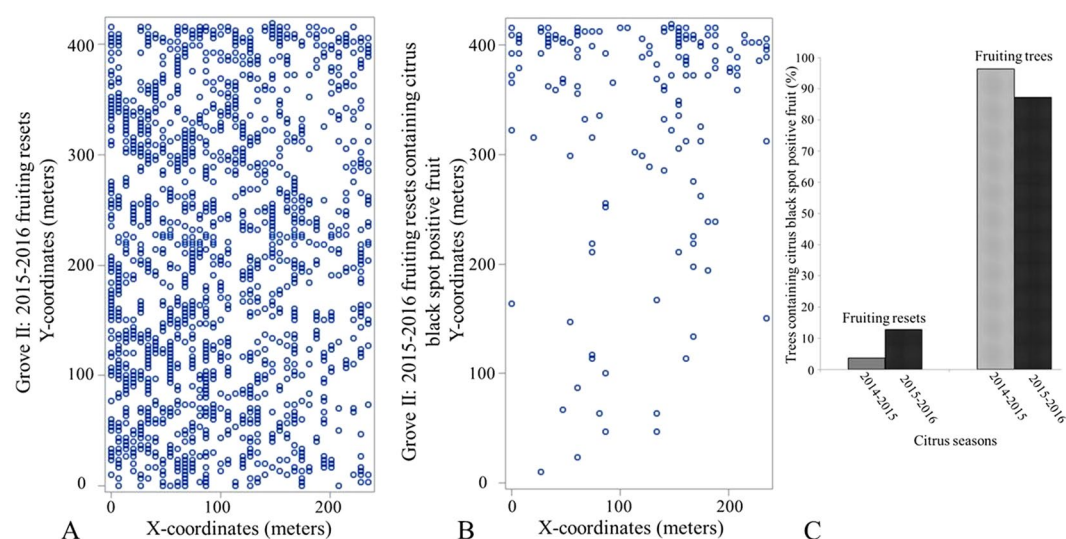 Grove II: 2015-2016 fruiting resets
Y-coordinates (meters)
400
300
200
100
0
0 100 200
X-coordinates (meters)
A
Grove II: 2015-2016 fruiting resets containing citrus
black spot positive fruit
Y-coordinates (meters)
400
300
200
100
0
0 100 200
X-coordinates (meters)
B
Trees containing citrus black spot positive fruit (%)
100
90
80
70
60
50
40
30
20
10
0
Fruiting trees
Fruiting resets
2014-2015
2015-2016
2014-2015
2015-2016
Citrus seasons
C